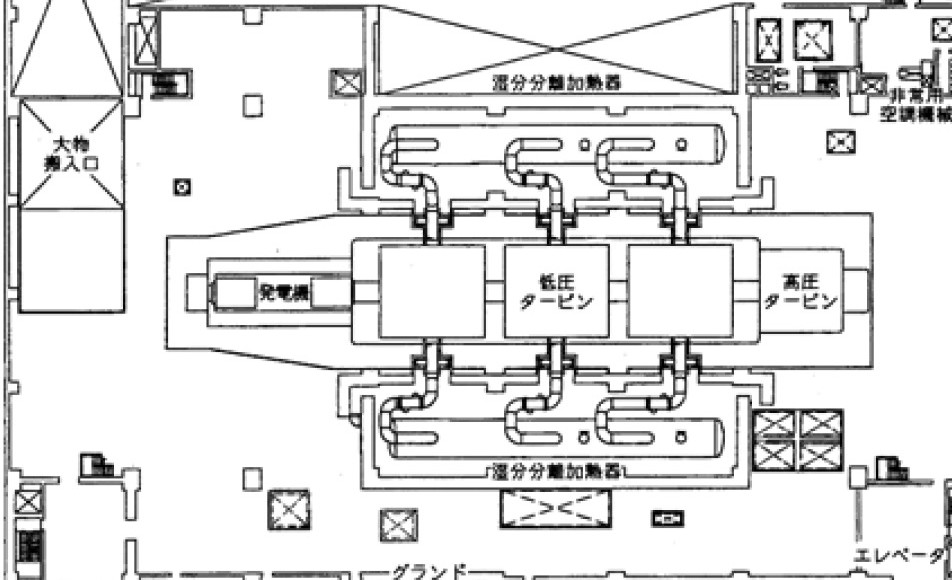 湿分分離加熱器
非常用
空調機械
大物
搬入口
発電機
低圧
タービン
高圧
タービン
湿分分離加熱器
エレベータ
グランド